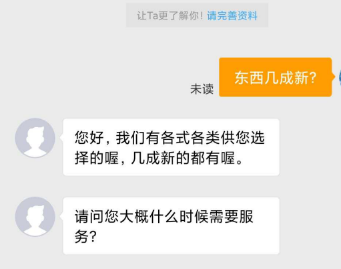 让Ta更了解你！请完善资料
东西几成新？
未读
您好，我们有各式各类供您选
择的喔，几成新的都有喔。
请问您大概什么时候需要服
务？